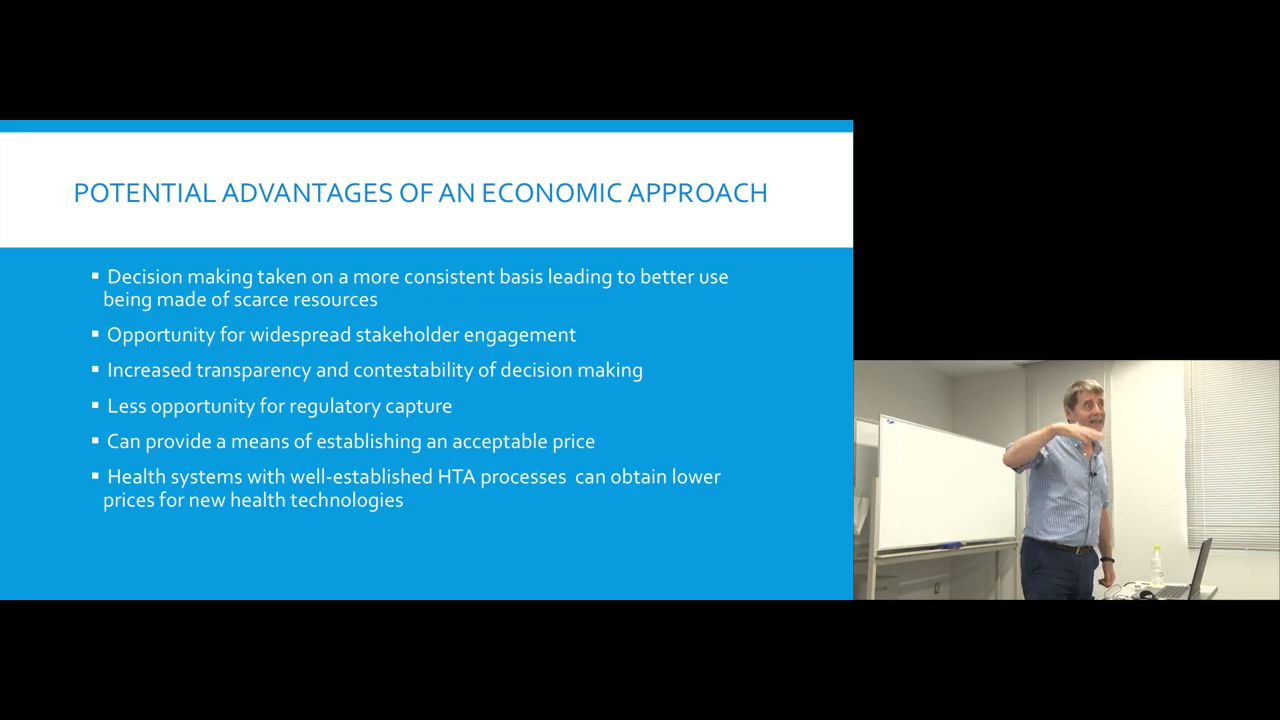 POTENTIAL ADVANTAGES OF AN ECONOMIC APPROACH
▪ Decision making taken on a more consistent basis leading to better use
being made of scarce resources
▪ Opportunity for widespread stakeholder engagement
▪ Increased transparency and contestability of decision making
▪ Less opportunity for regulatory capture
▪ Can provide a means of establishing an acceptable price
▪ Health systems with well-established HTA processes  can obtain lower
prices for new health technologies